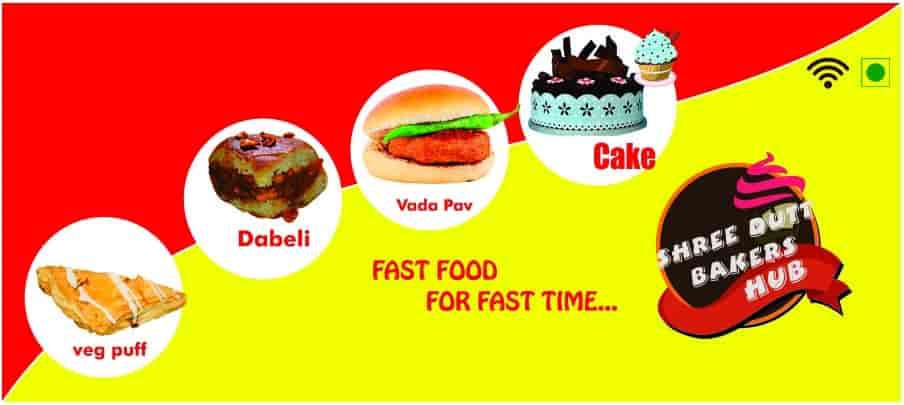 Cake
Vada Pav
Dabeli
veg puff
FAST FOOD
FOR FAST TIME...
SHREE DUTT
BAKERS
HUB